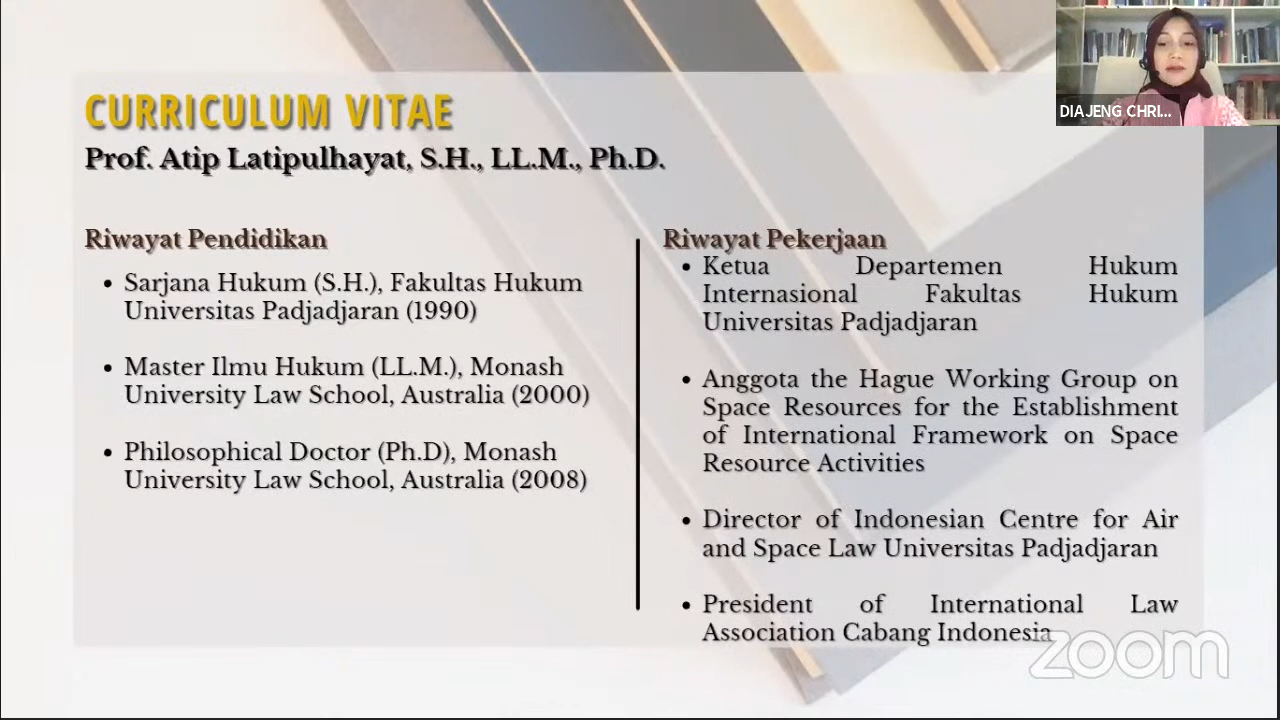 CURRICULUM VITAE
Prof. Atip Latipulhayat, S.H., LL.M., Ph.D.
Riwayat Pendidikan
• Sarjana Hukum (S.H.), Fakultas Hukum
Universitas Padjadjaran (1990)
• Master Ilmu Hukum (LL.M.), Monash
University Law School, Australia (2000)
• Philosophical Doctor (Ph.D), Monash
University Law School, Australia (2008)
Riwayat Pekerjaan
• Ketua Departemen Hukum
Internasional Fakultas Hukum
Universitas Padjadjaran
• Anggota the Hague Working Group on
Space Resources for the Establishment
of International Framework on Space
Resource Activities
• Director of Indonesian Centre for Air
and Space Law Universitas Padjadjaran
• President of International Law
Association Cabang Indonesia
DIAJENG CHRI...
zoom